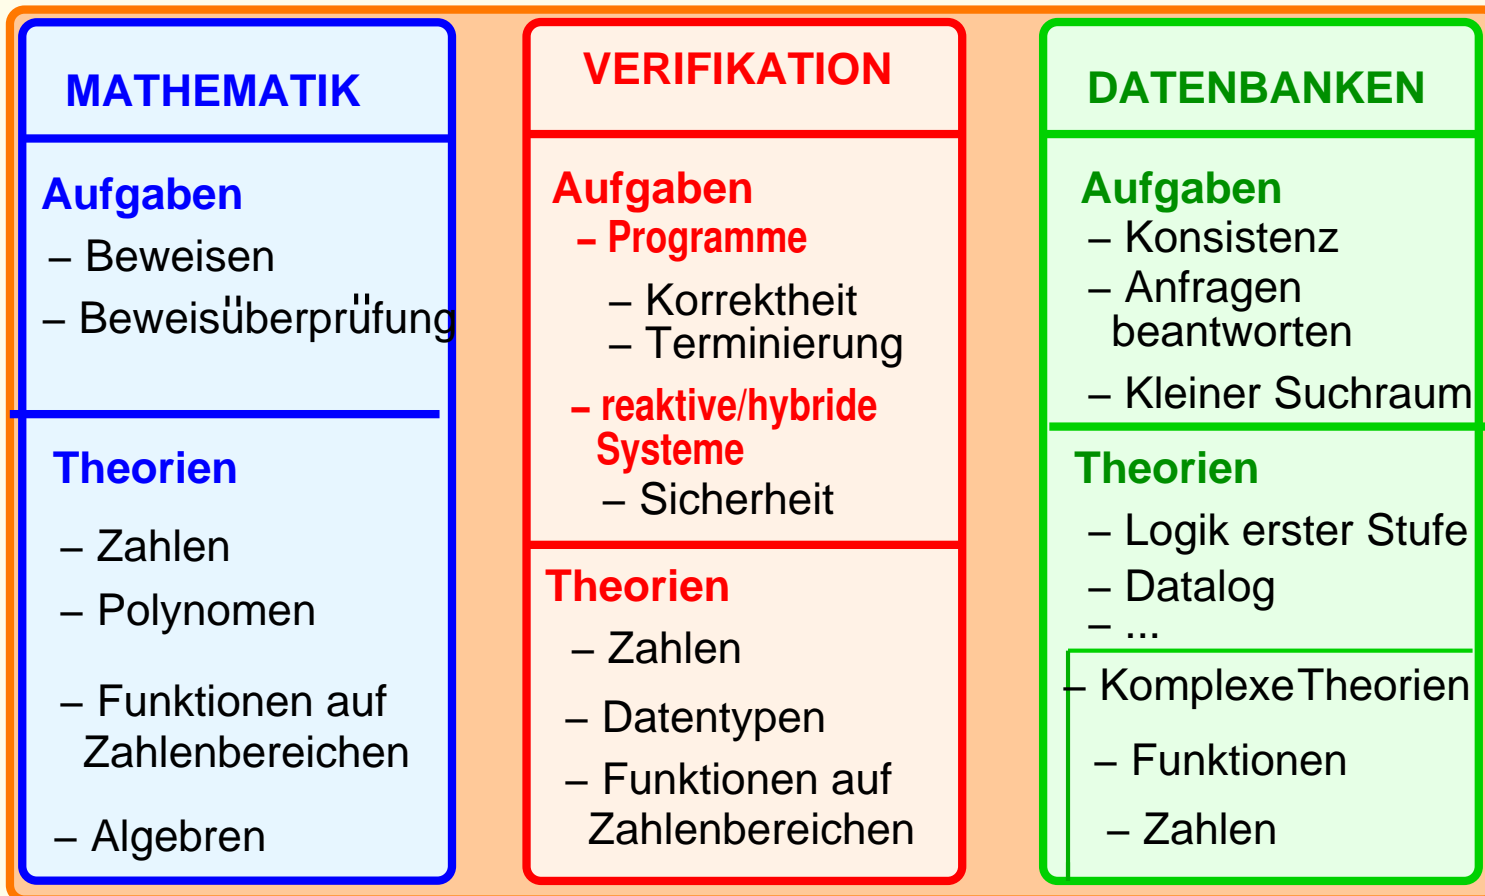 MATHEMATIK
Aufgaben
– Beweisen
– Beweisüberprüfung
Theorien
– Zahlen
– Polynomen
– Funktionen auf
Zahlenbereichen
– Algebren
VERIFIKATION
Aufgaben
– Programme
– Korrektheit
– Terminierung
– reaktive/hybride
Systeme
– Sicherheit
Theorien
– Zahlen
– Datentypen
– Funktionen auf
Zahlenbereichen
DATENBANKEN
Aufgaben
– Konsistenz
– Anfragen
beantworten
– Kleiner Suchraum
Theorien
– Logik erster Stufe
– Datalog
– ...
– Komplexe Theorien
– Funktionen
– Zahlen